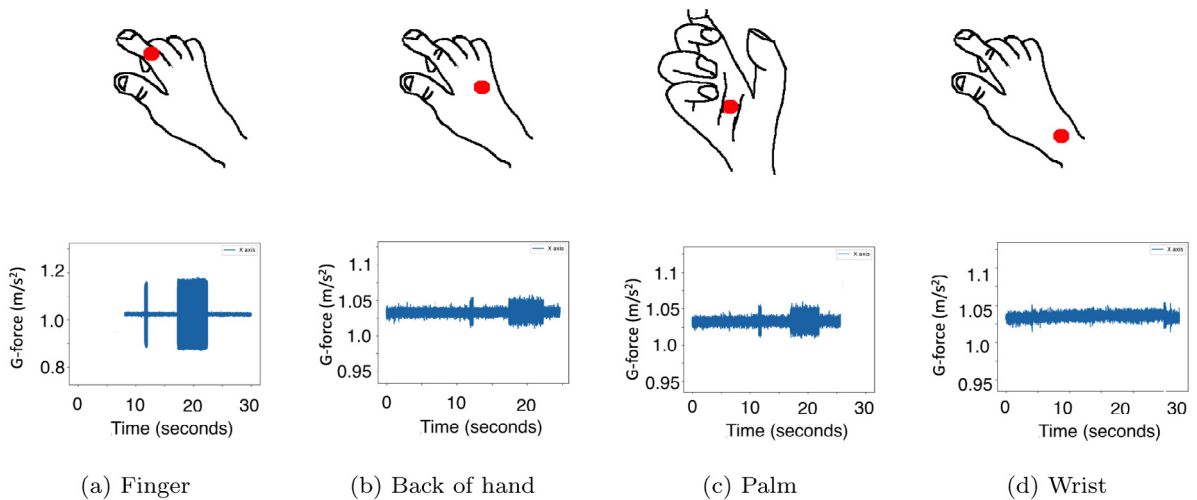 X axis
1.2
1.0
0.8
G-force (m/s²)
0 10 20 30
Time (seconds)
(a) Finger
X axis
1.1
1.05
1.0
0.95
G-force (m/s²)
0 10 20
Time (seconds)
(b) Back of hand
X axis
1.1
1.05
1.0
0.95
G-force (m/s²)
0 10 20 30
Time (seconds)
(c) Palm
X axis
1.1
1.05
1.0
0.95
G-force (m/s²)
0 10 20 30
Time (seconds)
(d) Wrist